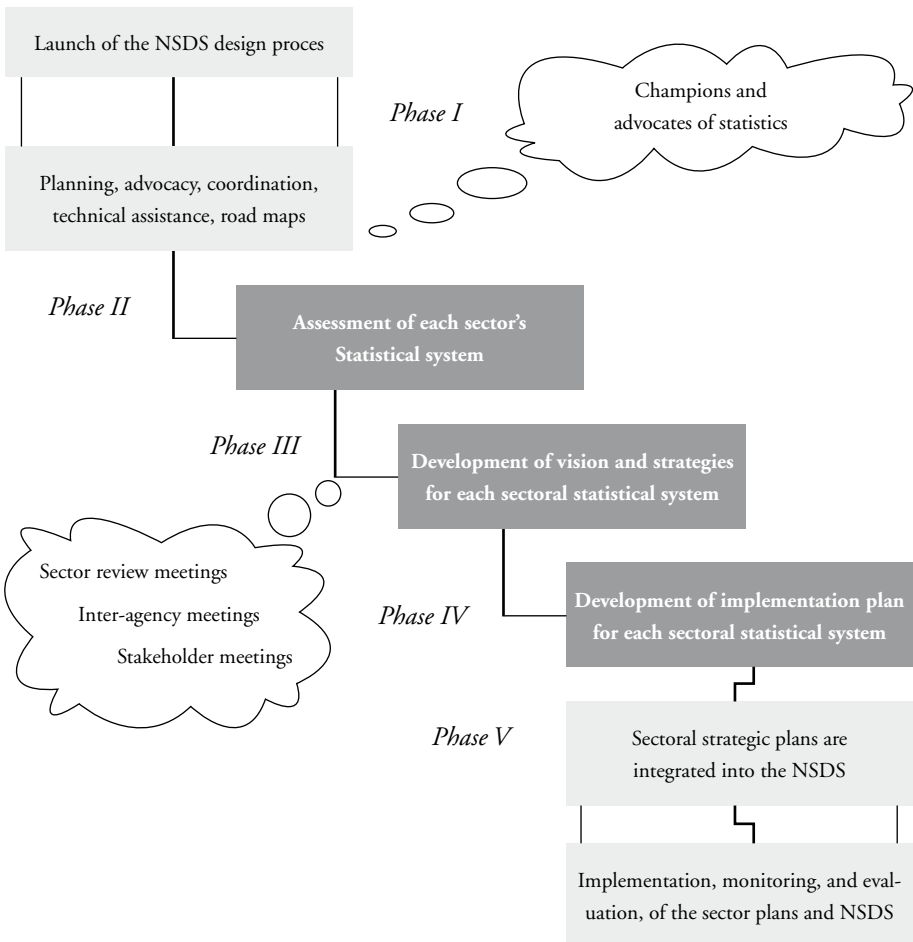 Launch of the NSDS design proces
Phase I
Champions and
advocates of statistics
Planning, advocacy, coordination,
technical assistance, road maps
Phase II
Assessment of each sector's
Statistical system
Phase III
Development of vision and strategies
for each sectoral statistical system
Sector review meetings
Inter-agency meetings
Stakeholder meetings
Phase IV
Development of implementation plan
for each sectoral statistical system
Phase V
Sectoral strategic plans are
integrated into the NSDS
Implementation, monitoring, and eval-
uation, of the sector plans and NSDS